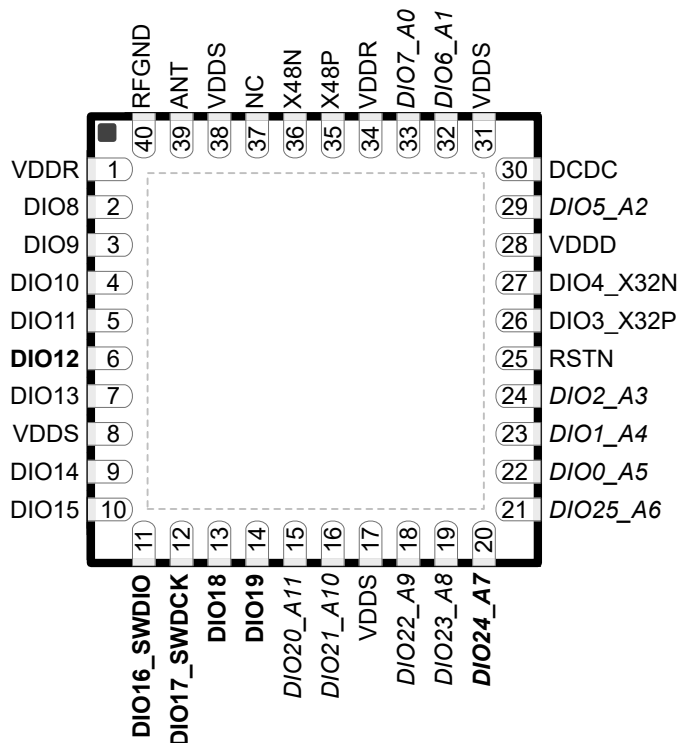 RFGND
ANT
VDDS
NC
X48N
X48P
VDDR
DIO7_A0
DIO6_A1
VDDS
40
39
38
37
36
35
34
33
32
31
VDDR 1
DIO8 2
DIO9 3
DIO10 4
DIO11 5
DIO12 6
DIO13 7
VDDS 8
DIO14 9
DIO15 10
30 DCDC
29 DIO5_A2
28 VDDD
27 DIO4_X32N
26 DIO3_X32P
25 RSTN
24 DIO2_A3
23 DIO1_A4
22 DIO0_A5
21 DIO25_A6
11
12
13
14
15
16
17
18
19
20
DIO16_SWDIO
DIO17_SWDCK
DIO18
DIO19
DIO20_A11
DIO21_A10
VDDS
DIO22_A9
DIO23_A8
DIO24_A7